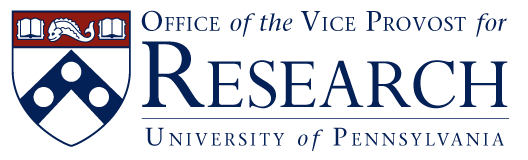 Office of the Vice Provost for
Research
University of Pennsylvania